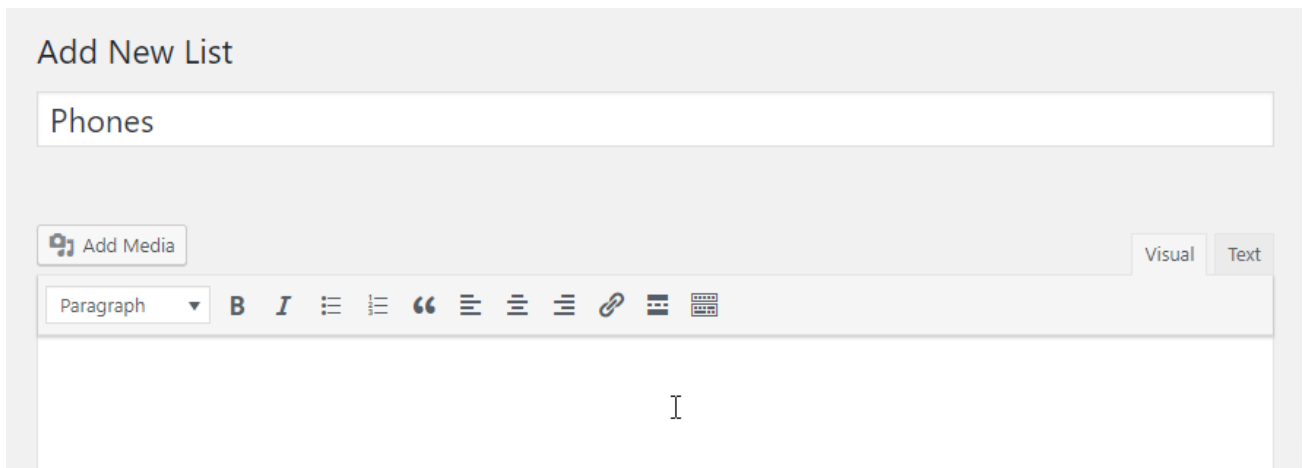 Add New List
Phones
Add Media
Visual Text
Paragraph B I